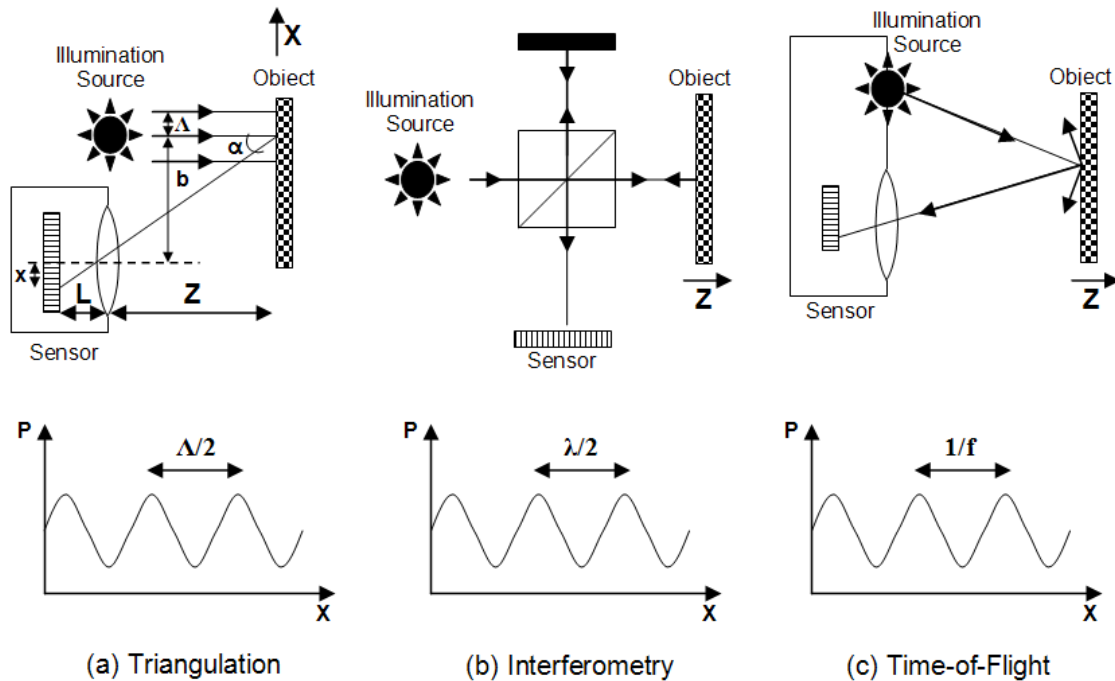 X
Illumination
Source
Obiect
Λ
α
b
x
L
Z
Sensor
P
Λ/2
X
(a) Triangulation
Illumination
Source
Obiect
Z
Sensor
P
λ/2
X
(b) Interferometry
Illumination
Source
Obiect
Z
Sensor
P
1/f
X
(c) Time-of-Flight